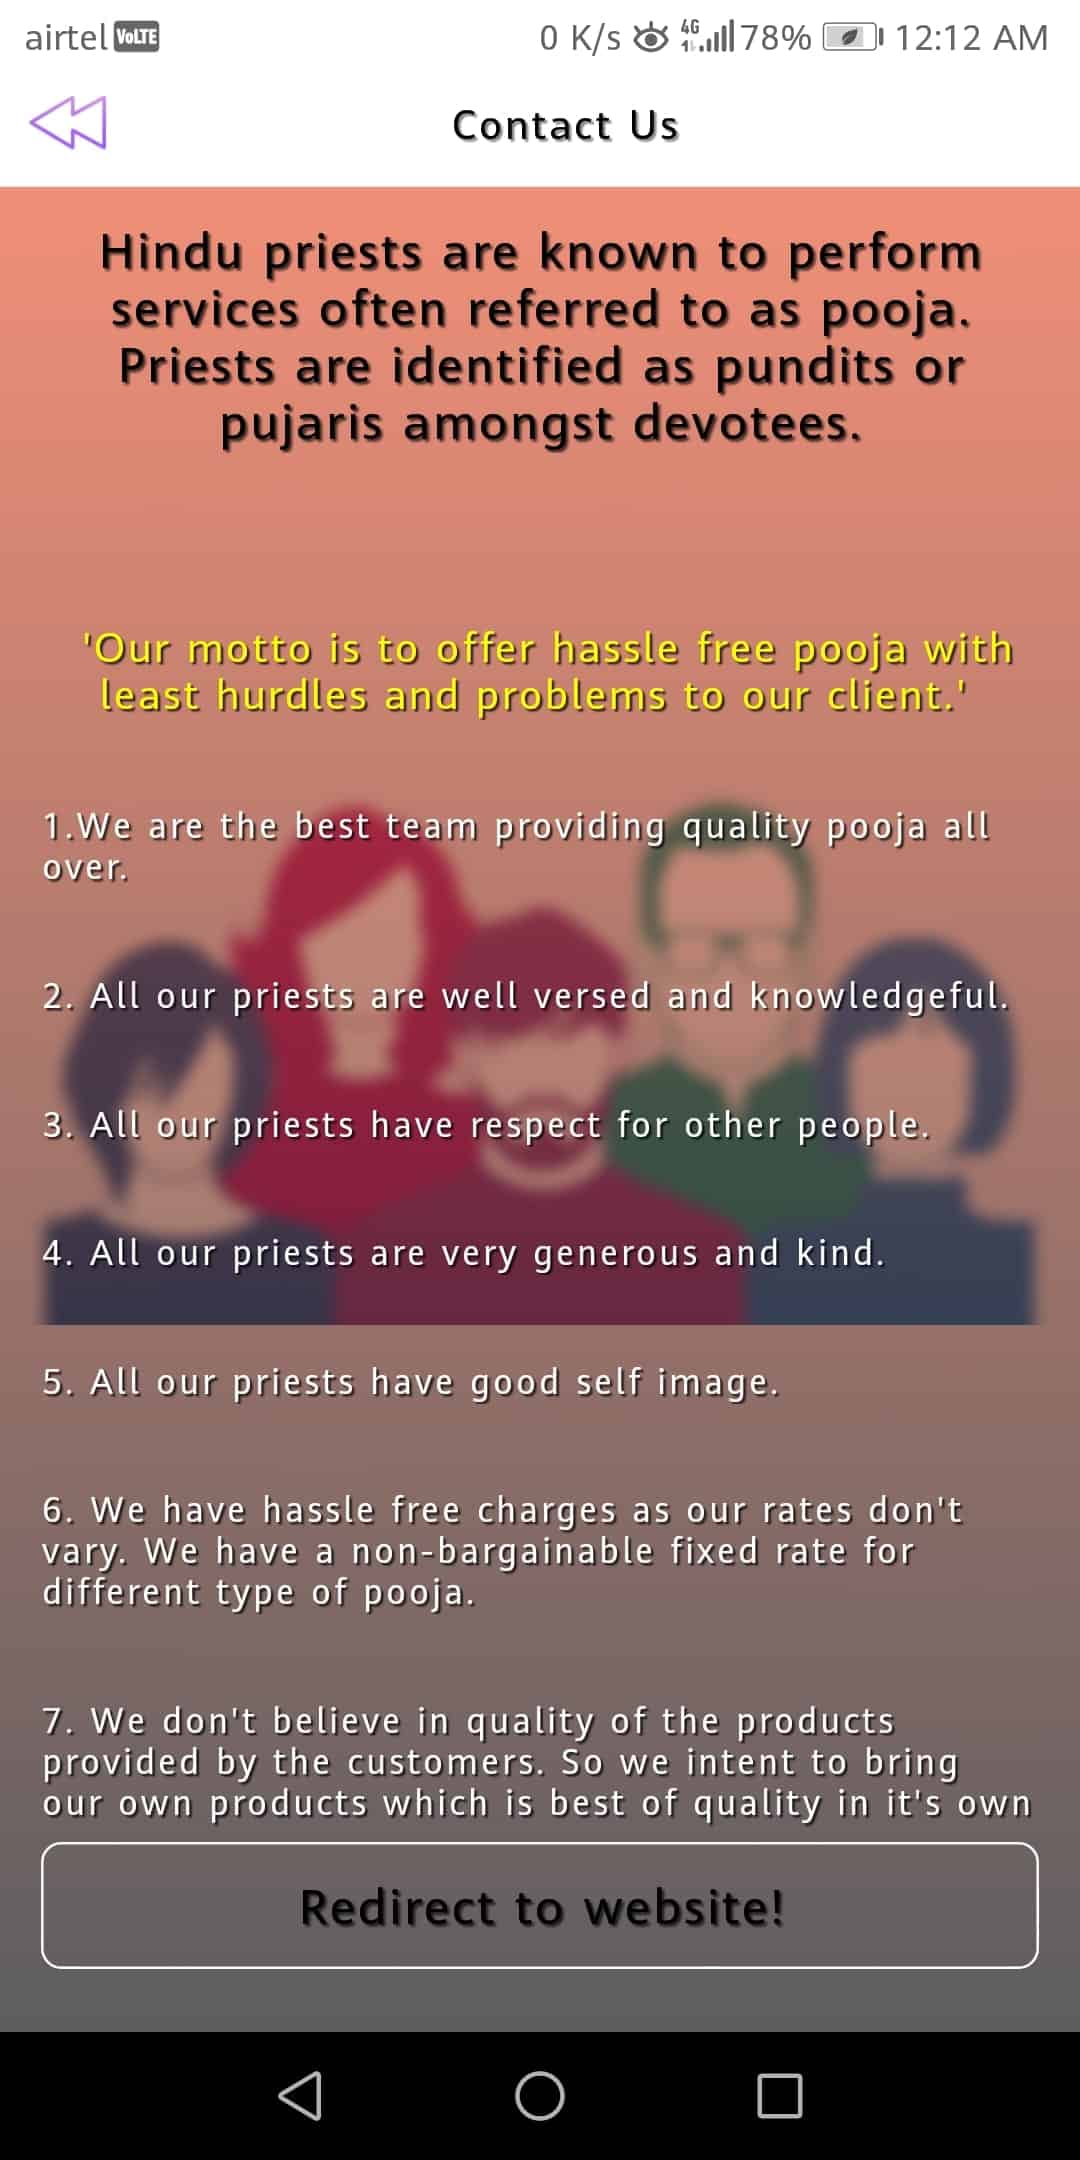 airtel VoLTE 0 K/s 4G 78% 12:12 AM
Contact Us
Hindu priests are known to perform
services often referred to as pooja.
Priests are identified as pundits or
pujaris amongst devotees.
'Our motto is to offer hassle free pooja with
least hurdles and problems to our client.'
1.We are the best team providing quality pooja all
over.
2. All our priests are well versed and knowledgeful.
3. All our priests have respect for other people.
4. All our priests are very generous and kind.
5. All our priests have good self image.
6. We have hassle free charges as our rates don't
vary. We have a non-bargainable fixed rate for
different type of pooja.
7. We don't believe in quality of the products
provided by the customers. So we intent to bring
our own products which is best of quality in it's own
Redirect to website!